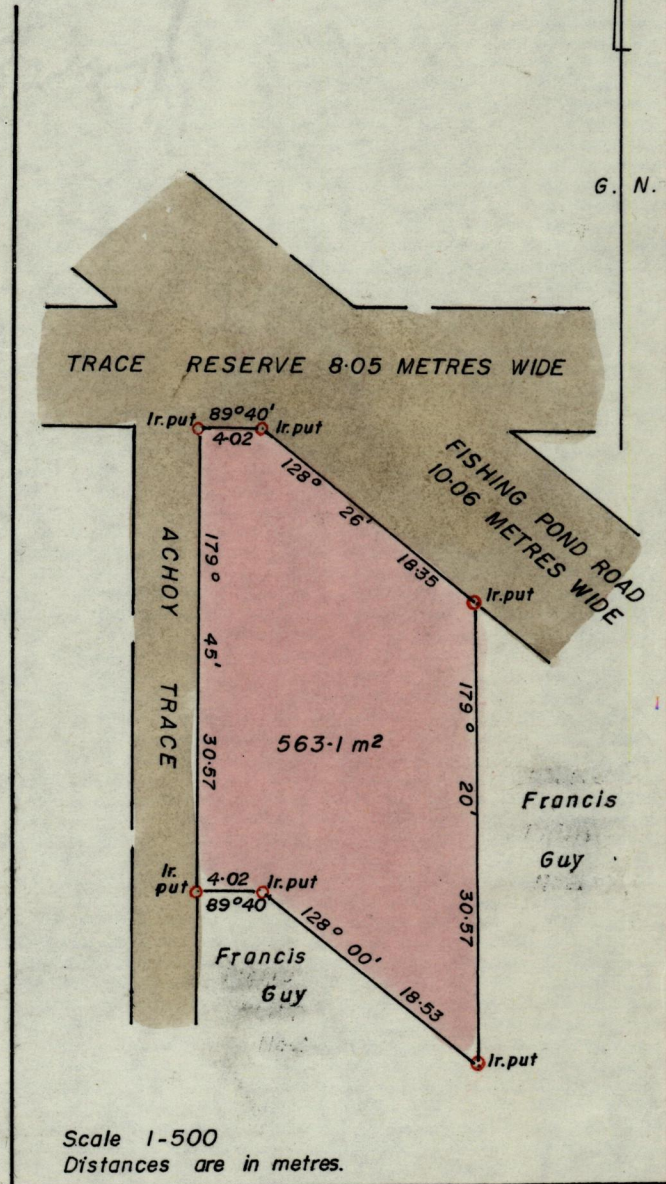 G. N.
TRACE RESERVE 8·05 METRES WIDE
Ir.put 89°40' Ir.put
4·02
FISHING POND ROAD
10·06 METRES WIDE
128° 26' 18·35
Ir.put
ACHOY TRACE
179° 45' 30·57
179° 20' 30·57
563·1 m²
Francis
Guy
Ir.
put
4·02 Ir.put
89°40'
128° 00' 18·53
Francis
Guy
Ir.put
Scale 1-500
Distances are in metres.